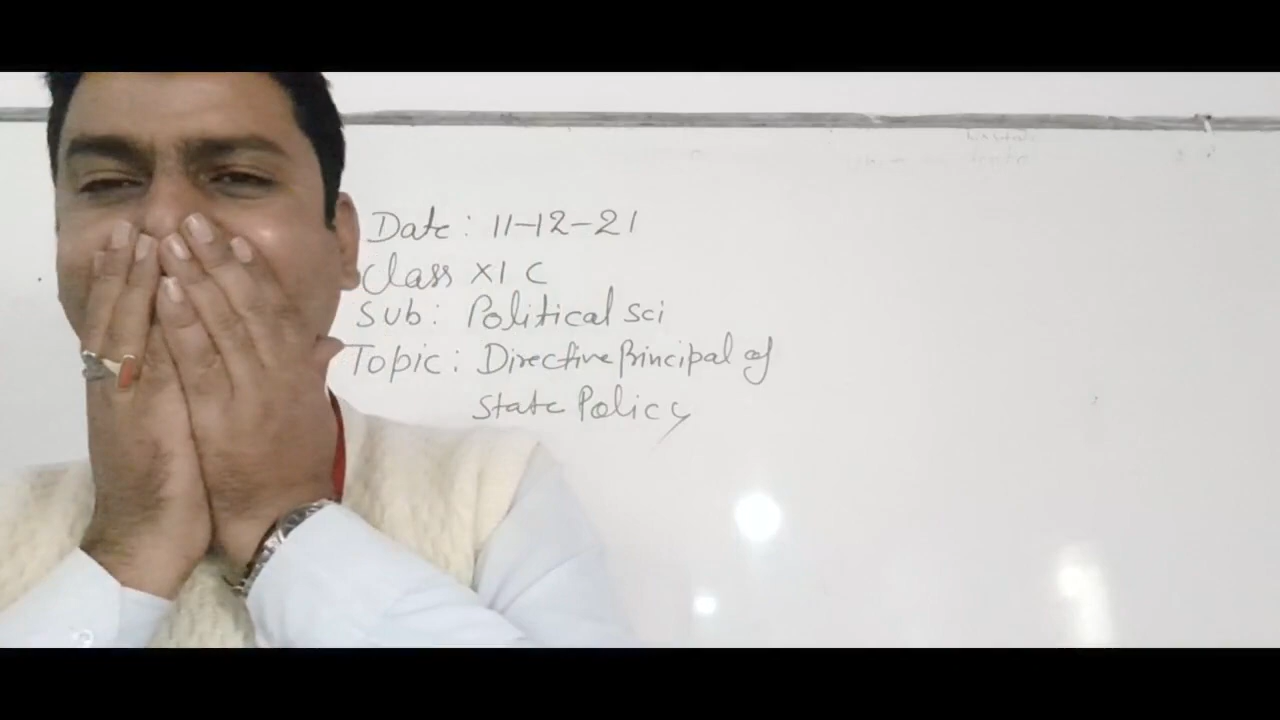 Date: 11-12-21
Class XI C
Sub: Political sci
Topic: Directive Principal of
State Policy